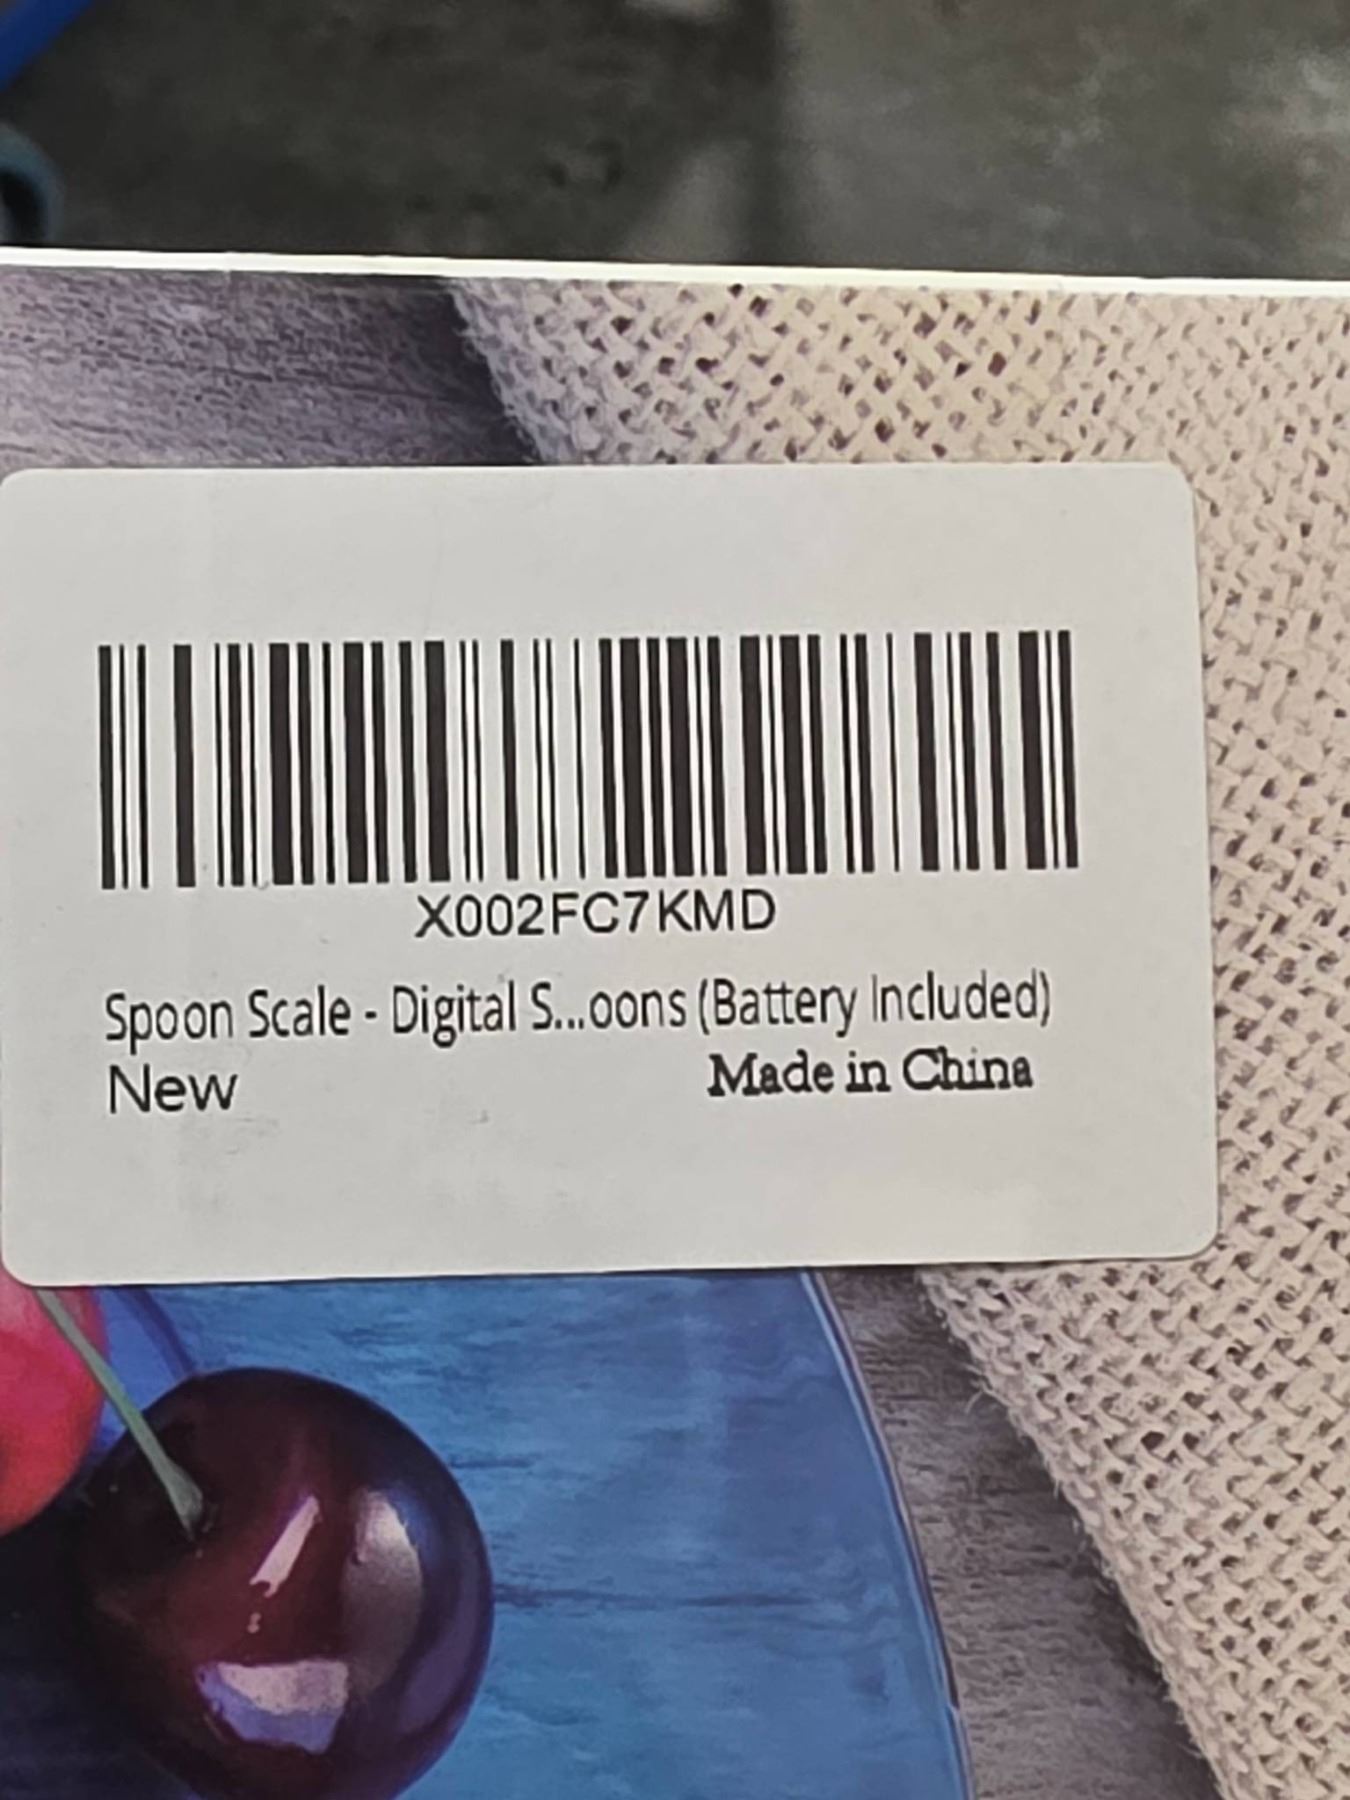 X002FC7KMD
Spoon Scale - Digital S...oons (Battery Included)
New Made in China